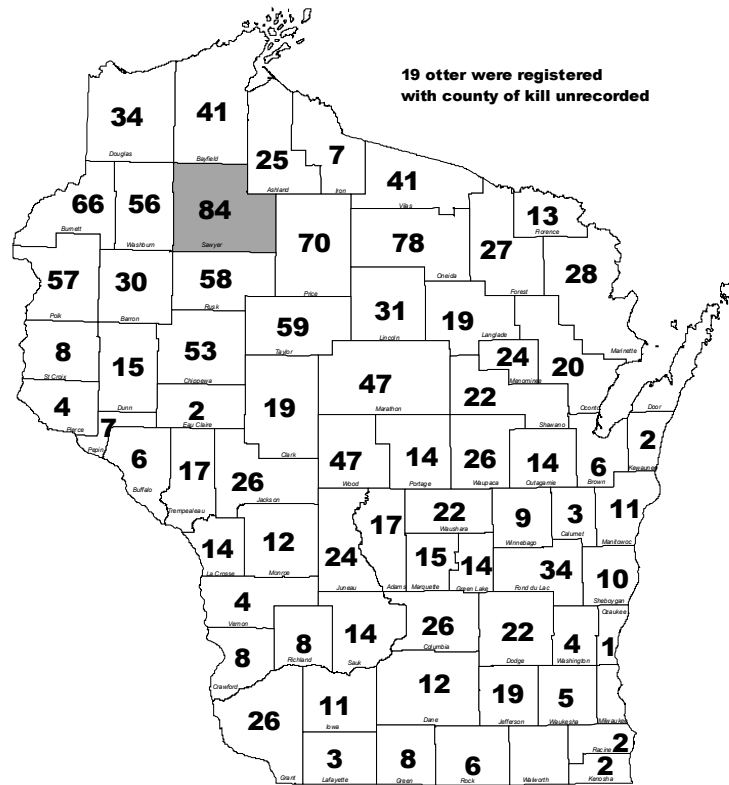 19 otter were registered
with county of kill unrecorded
34
Douglas
41
Bayfield
25
Ashland
7
Iron
41
Vilas
66
Burnett
56
Washburn
84
Sawyer
70
Price
78
Oneida
27
Forest
13
Florence
28
Marinette
57
Polk
30
Barron
58
Rusk
59
Taylor
31
Lincoln
19
Langlade
8
St Croix
15
Dunn
53
Chippewa
24
Menominee
20
Oconto
4
Pierce
7
Pepin
2
Eau Claire
19
Clark
47
Marathon
22
Shawano
Door
6
Buffalo
17
Trempealeau
26
Jackson
47
Wood
14
Portage
26
Waupaca
14
Outagamie
6
Brown
2
Kewaunee
14
La Crosse
12
Monroe
24
Juneau
17
Adams
22
Waushara
9
Winnebago
3
Calumet
11
Manitowoc
15
Marquette
14
Green Lake
34
Fond du Lac
10
Sheboygan
4
Vernon
8
Crawford
8
Richland
14
Sauk
26
Columbia
22
Dodge
4
Washington
Ozaukee
1
26
Grant
11
Iowa
12
Dane
19
Jefferson
5
Waukesha
Milwaukee
3
Lafayette
8
Green
6
Rock
Walworth
Racine
2
2
Kenosha